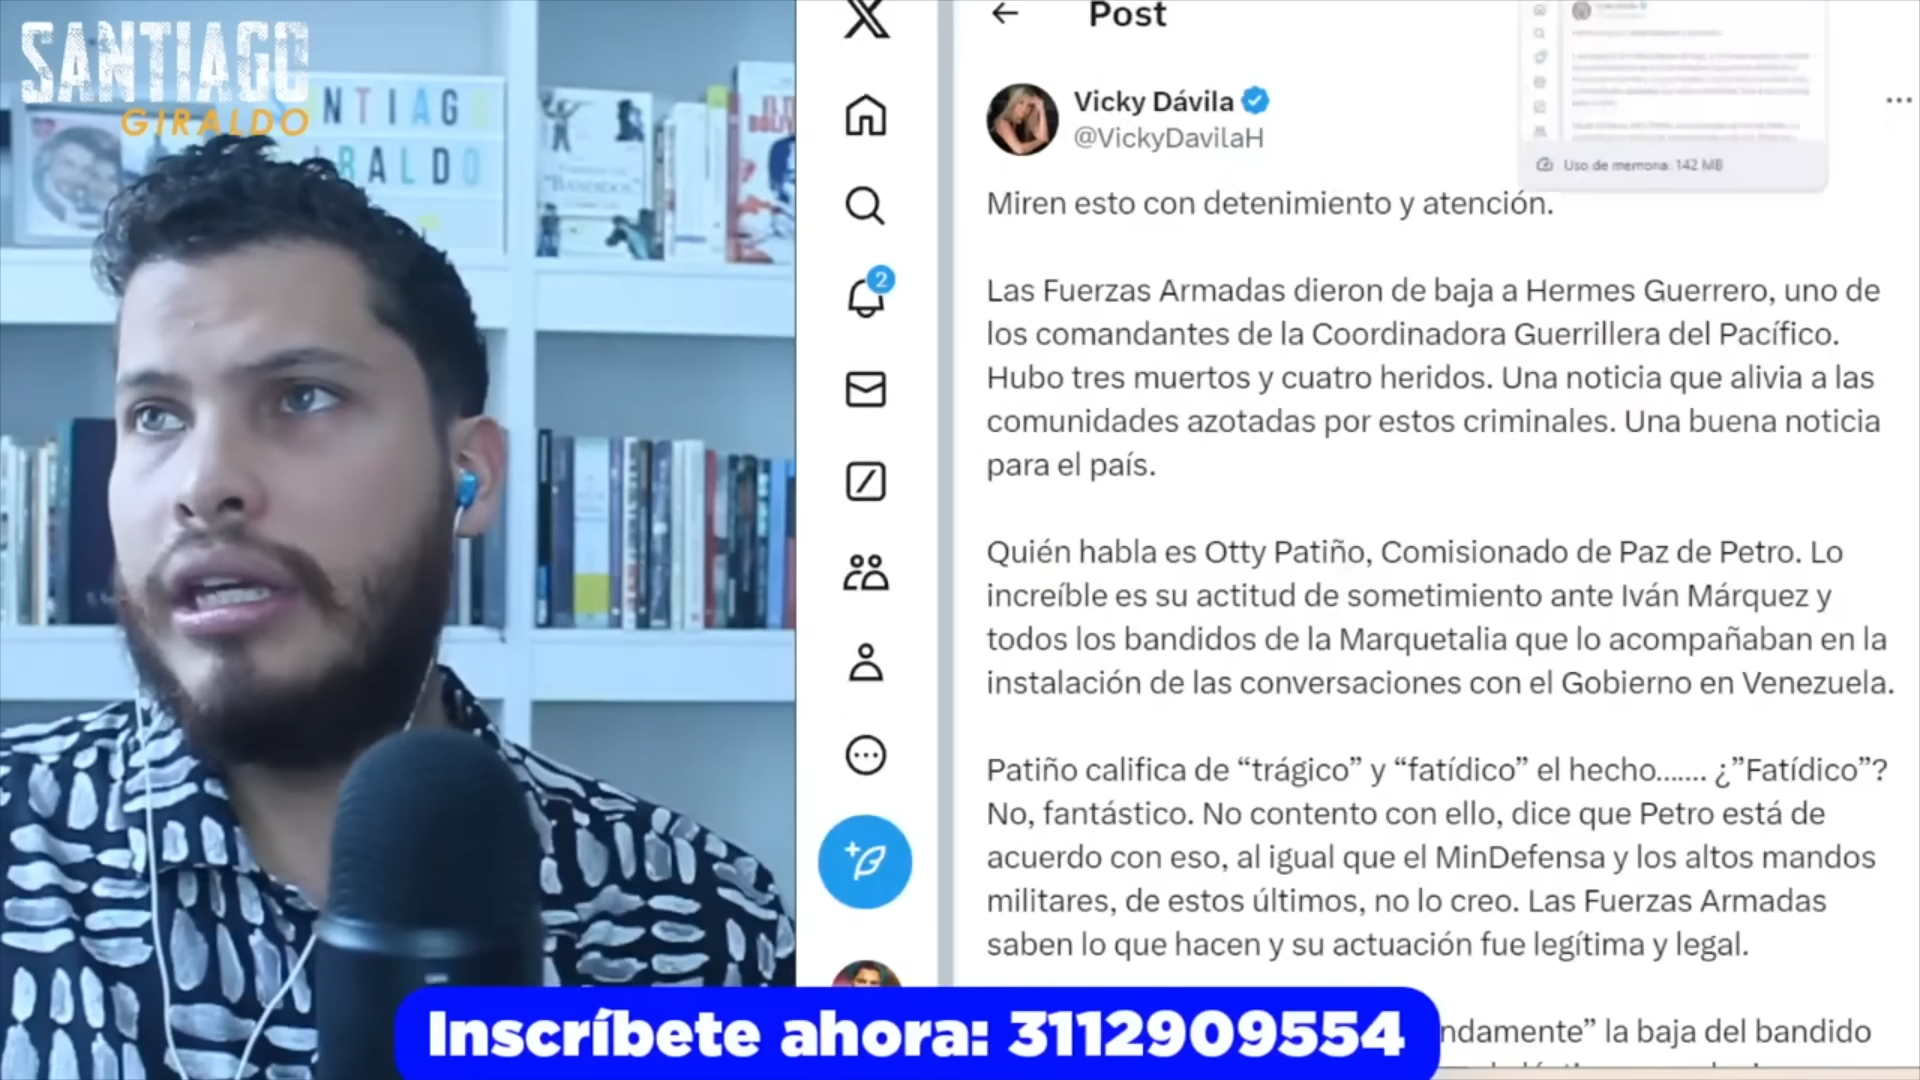 SANTIAGO
GIRALDO
NTIAG
RALDO
"BANDIDOS"
Post
Vicky Dávila
@VickyDavilaH
Uso de memoria: 142 MB
2
Miren esto con detenimiento y atención.
Las Fuerzas Armadas dieron de baja a Hermes Guerrero, uno de
los comandantes de la Coordinadora Guerrillera del Pacífico.
Hubo tres muertos y cuatro heridos. Una noticia que alivia a las
comunidades azotadas por estos criminales. Una buena noticia
para el país.
Quién habla es Otty Patiño, Comisionado de Paz de Petro. Lo
increíble es su actitud de sometimiento ante Iván Márquez y
todos los bandidos de la Marquetalia que lo acompañaban en la
instalación de las conversaciones con el Gobierno en Venezuela.
Patiño califica de “trágico” y “fatídico” el hecho....... ¿”Fatídico”?
No, fantástico. No contento con ello, dice que Petro está de
acuerdo con eso, al igual que el MinDefensa y los altos mandos
militares, de estos últimos, no lo creo. Las Fuerzas Armadas
saben lo que hacen y su actuación fue legítima y legal.
ndamente” la baja del bandido
Inscríbete ahora: 3112909554